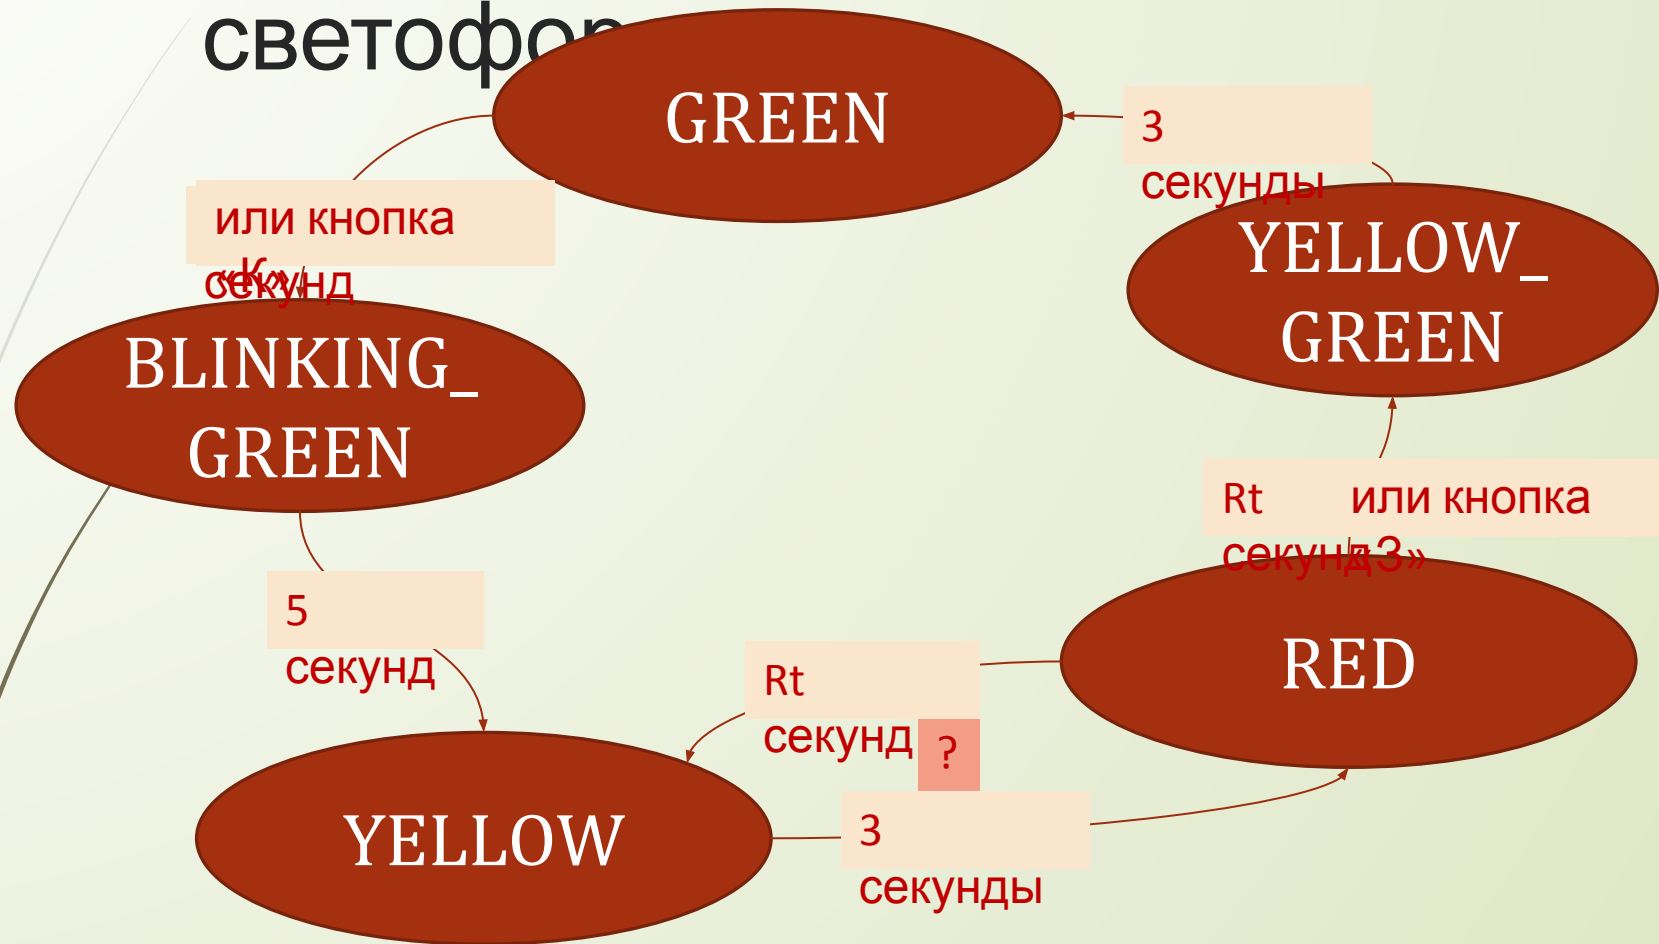 светофор
GREEN
3
секунды
или кнопка
«К»
секунд
YELLOW_
GREEN
BLINKING_
GREEN
Rt
секунд
или кнопка
«З»
5
секунд
Rt
секунд
?
RED
YELLOW
3
секунды